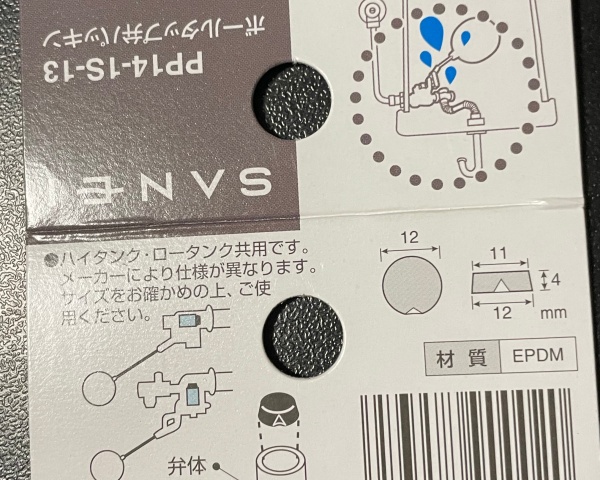 PP14-1S-13
ボールタップ弁パッキン
SANEI
●ハイタンク・ロータンク共用です。
メーカーにより仕様が異なります。
サイズをお確かめの上、ご使
用ください。
12
11
4
12
mm
材質 EPDM
弁体